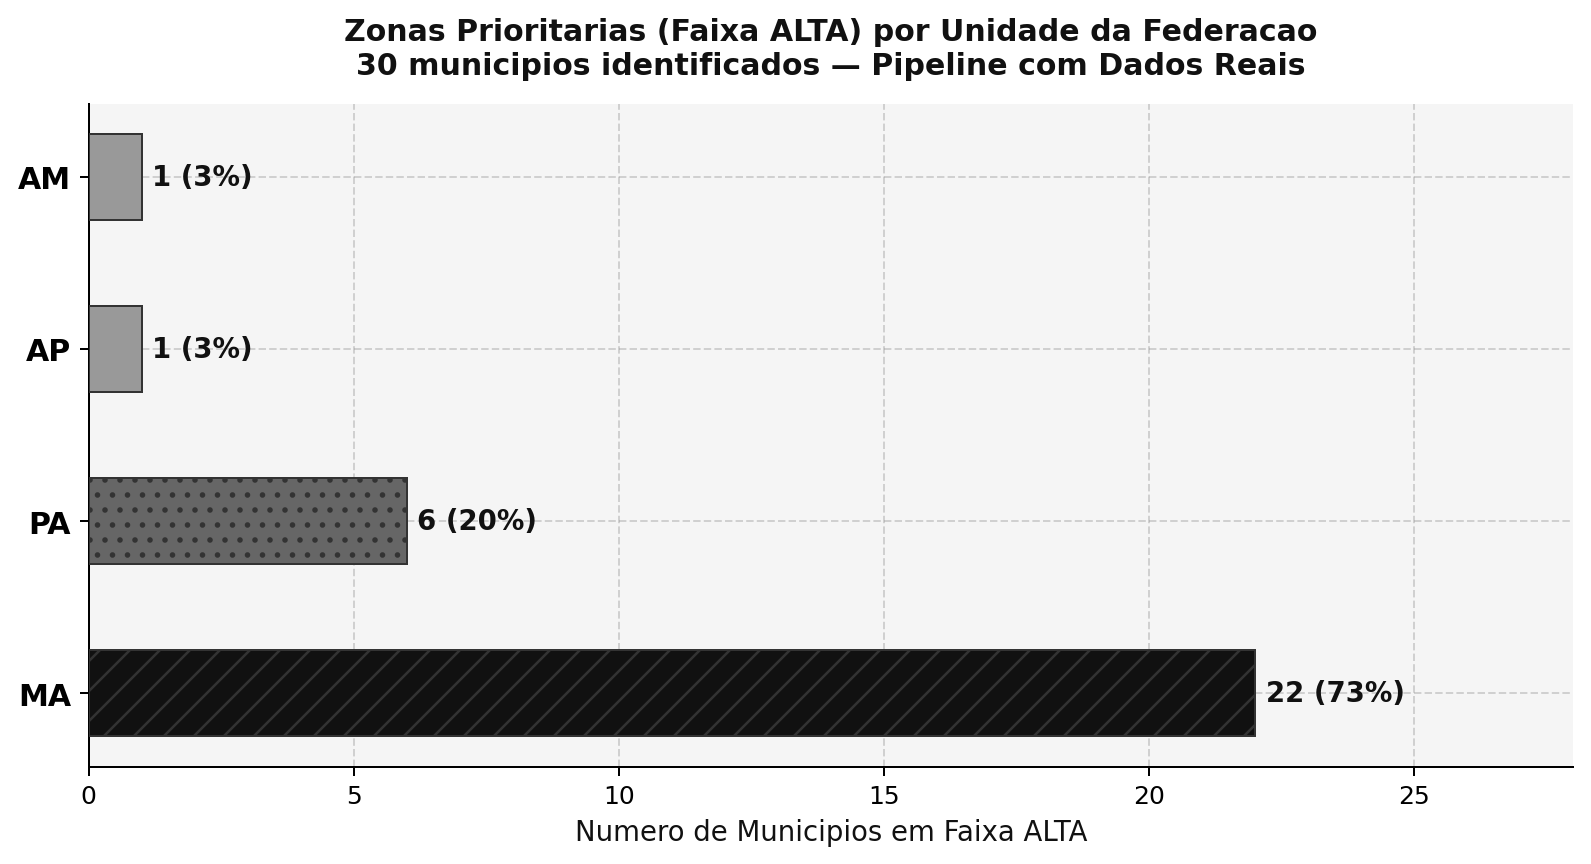 Zonas Prioritarias (Faixa ALTA) por Unidade da Federacao
30 municipios identificados — Pipeline com Dados Reais
AM
1 (3%)
AP
1 (3%)
PA
6 (20%)
MA
22 (73%)
0
5
10
15
20
25
Numero de Municipios em Faixa ALTA